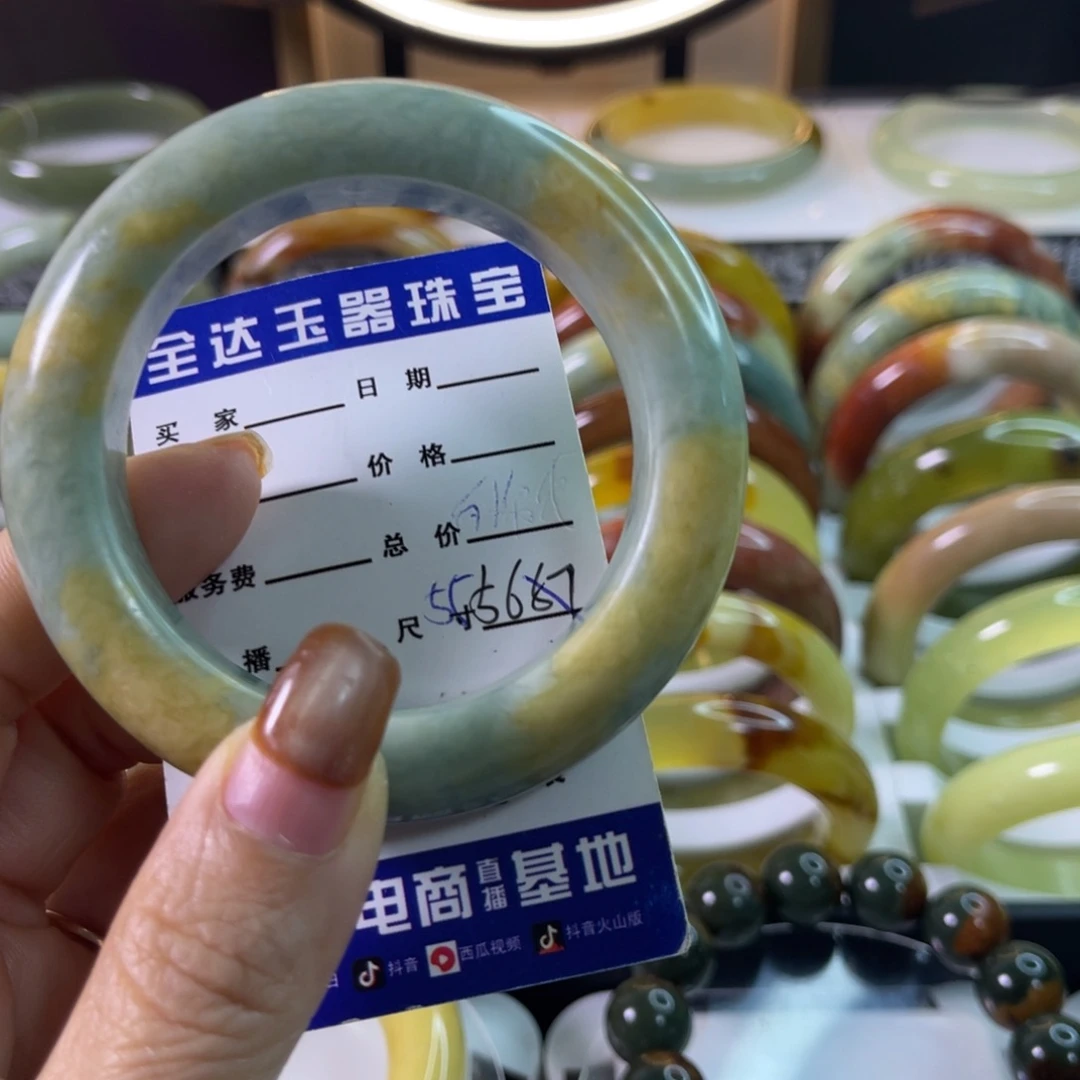 全达玉器珠宝
买 家 日 期
价 格
服务费 总 价
播 尺 寸
电商直播基地
抖音 西瓜视频 抖音火山版